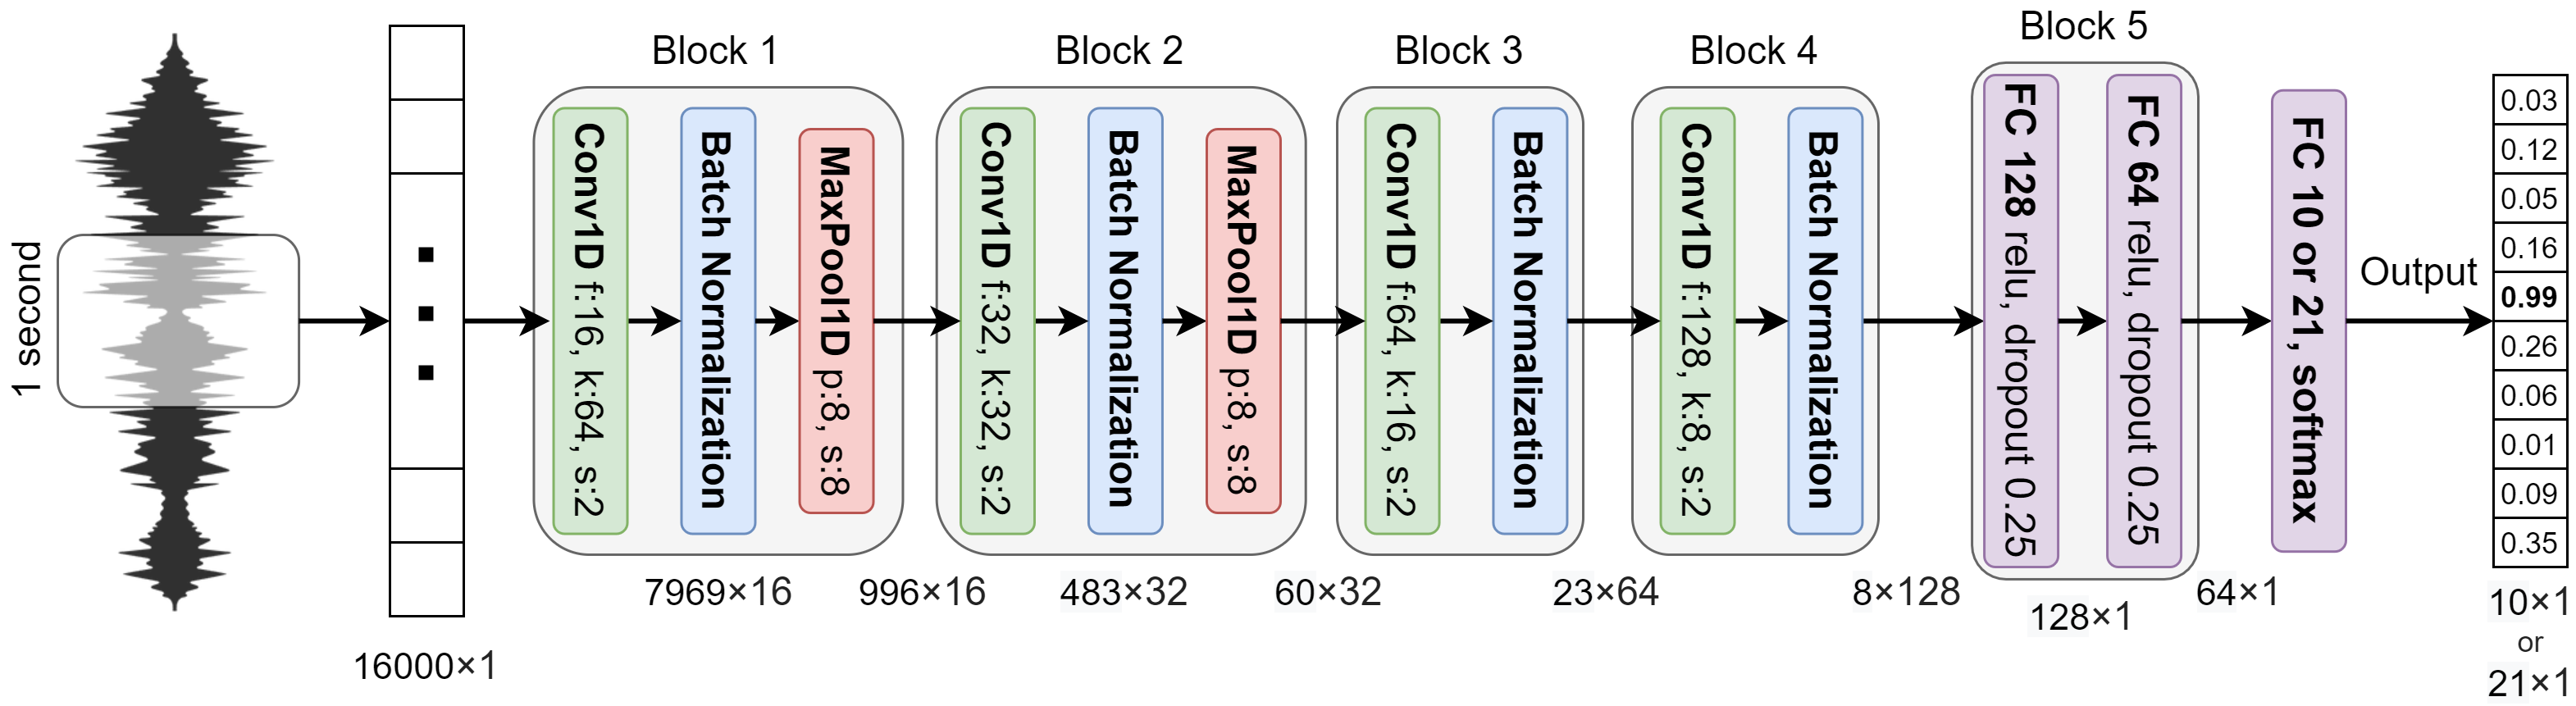 1 second
16000×1
Block 1
Conv1D f:16, k:64, s:2
Batch Normalization
MaxPool1D p:8, s:8
7969×16
996×16
Block 2
Conv1D f:32, k:32, s:2
Batch Normalization
MaxPool1D p:8, s:8
483×32
60×32
Block 3
Conv1D f:64, k:16, s:2
Batch Normalization
23×64
Block 4
Conv1D f:128, k:8, s:2
Batch Normalization
8×128
Block 5
FC 128 relu, dropout 0.25
FC 64 relu, dropout 0.25
128×1
64×1
FC 10 or 21, softmax
Output
0.03
0.12
0.05
0.16
0.99
0.26
0.06
0.01
0.09
0.35
10×1
or
21×1